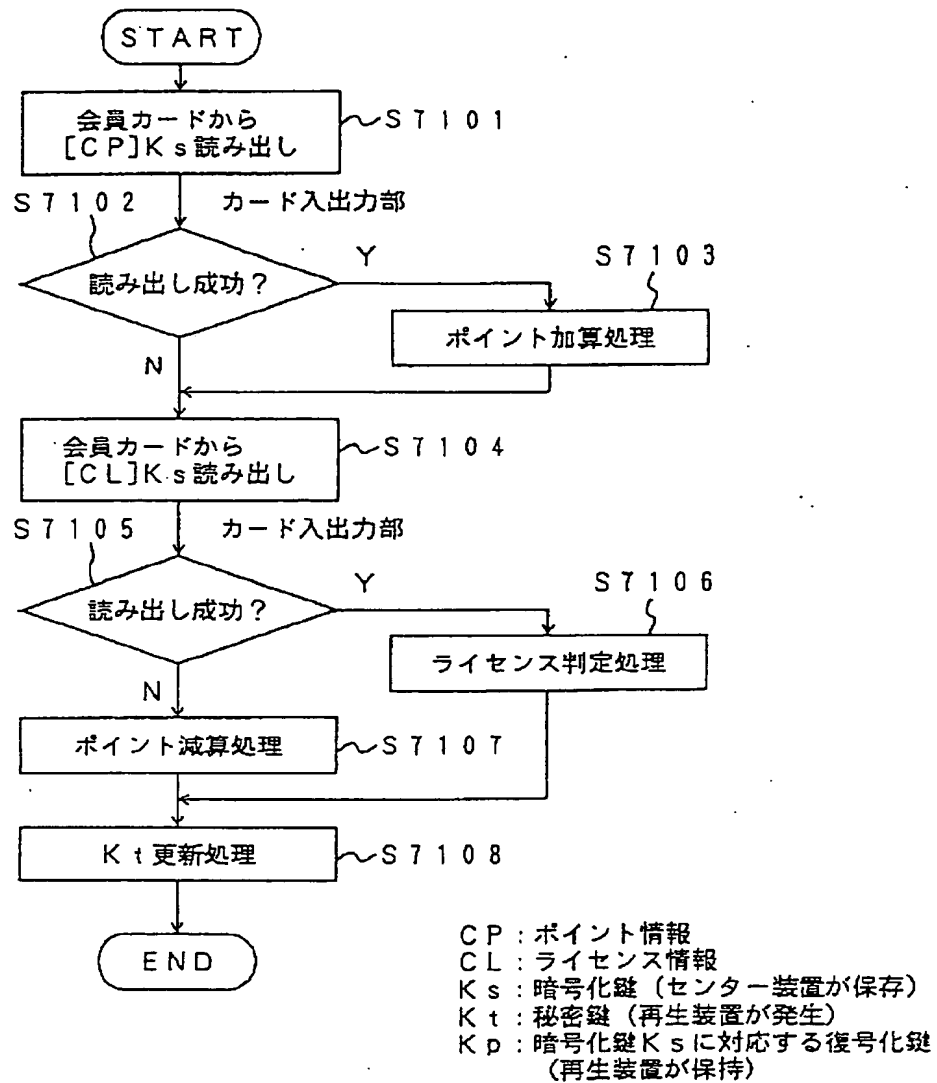 START
会員カードから
[CP]Ks読み出し
S7101
S7102
カード入出力部
読み出し成功？
Y
S7103
ポイント加算処理
N
会員カードから
[CL]Ks読み出し
S7104
S7105
カード入出力部
読み出し成功？
Y
S7106
ライセンス判定処理
N
ポイント減算処理
S7107
Kt更新処理
S7108
END
CP：ポイント情報
CL：ライセンス情報
Ks：暗号化鍵（センター装置が保存）
Kt：秘密鍵（再生装置が発生）
Kp：暗号化鍵Ksに対応する復号化鍵
（再生装置が保持）